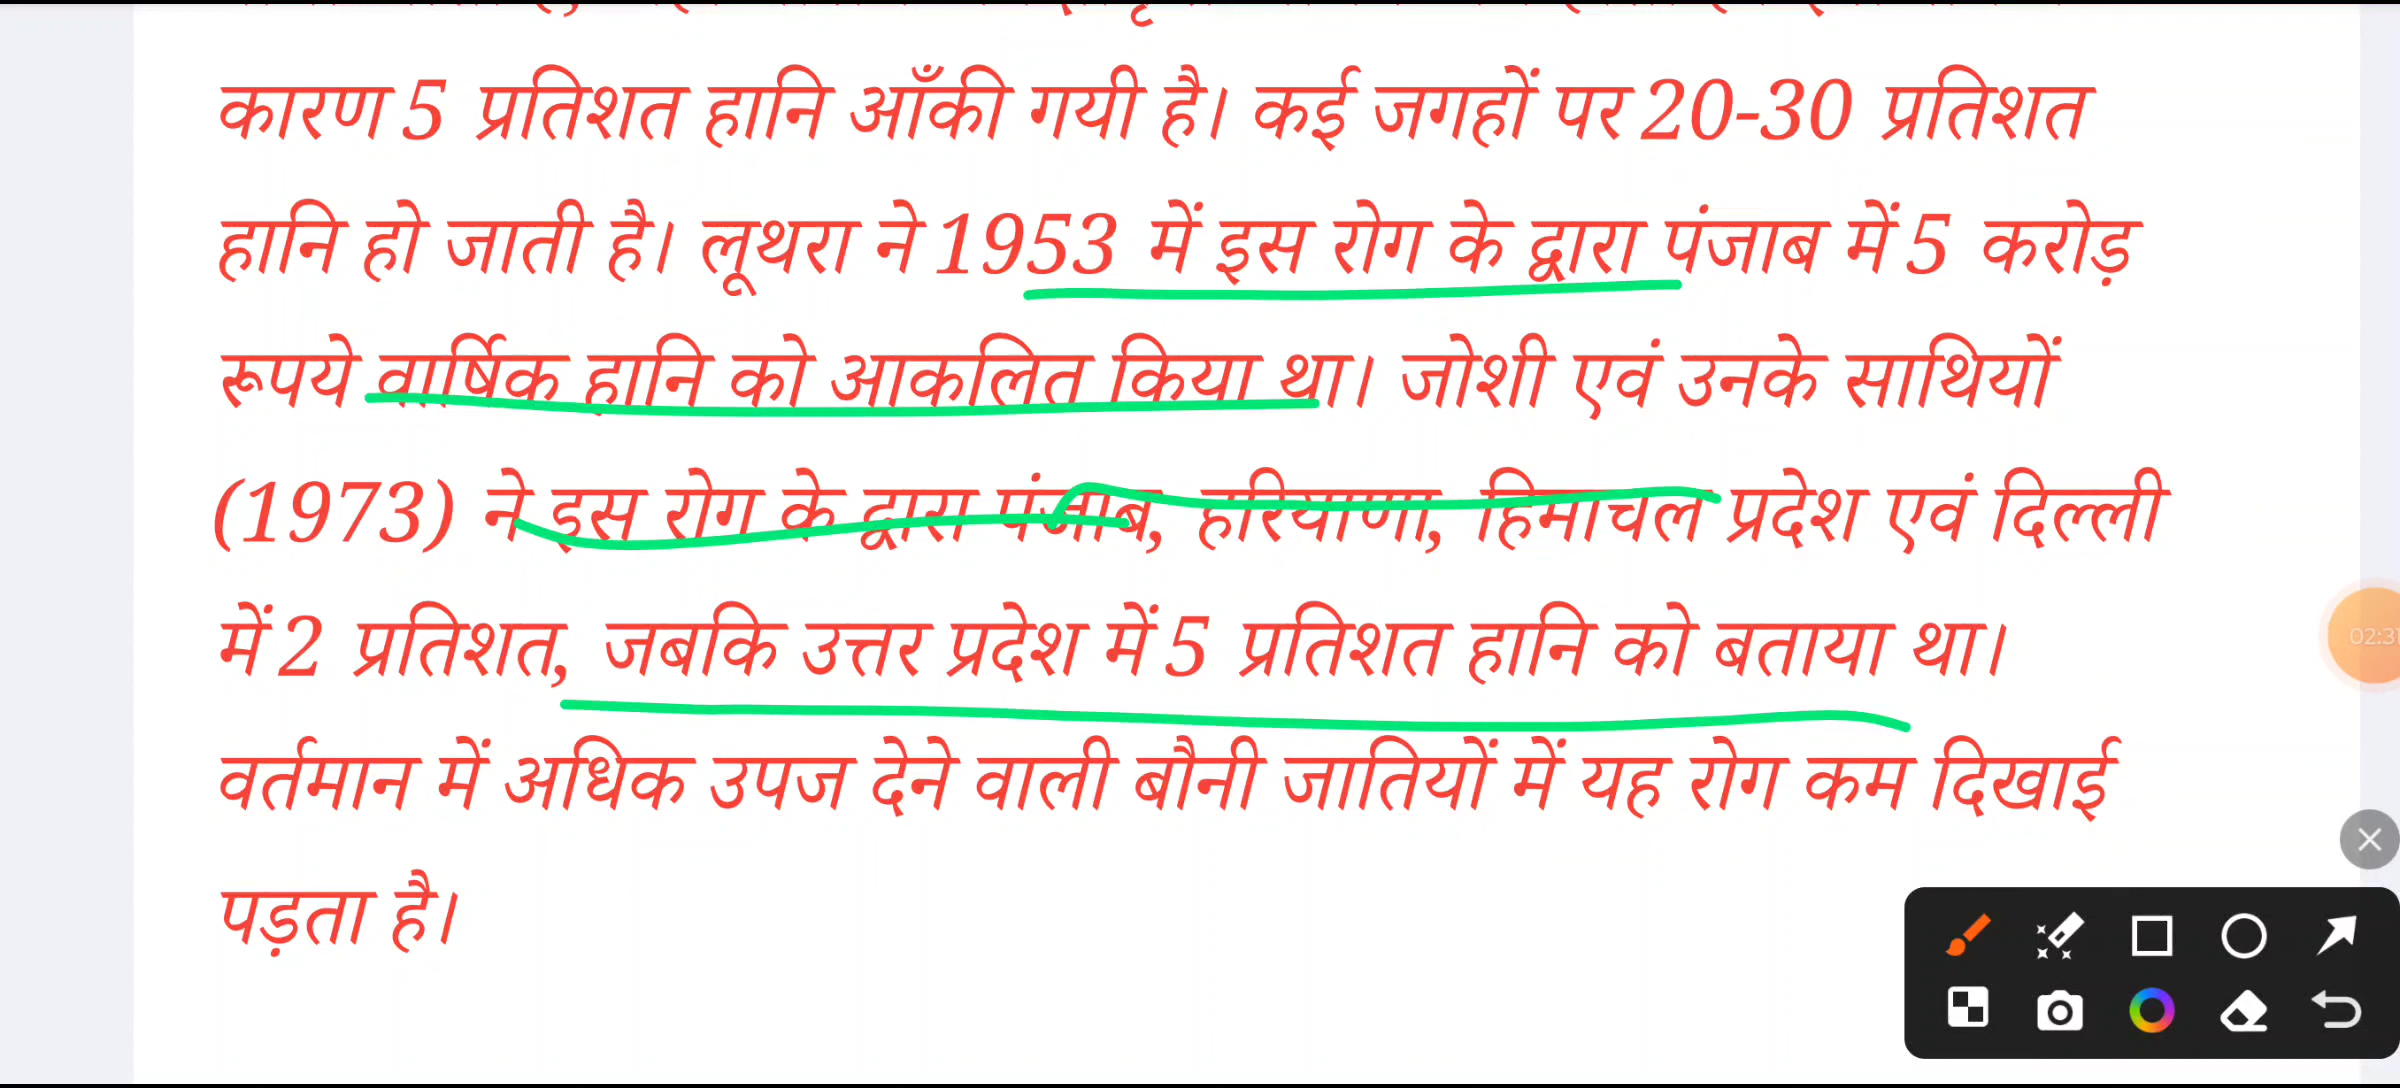 कारण 5 प्रतिशत हानि आँकी गयी है। कई जगहों पर 20-30 प्रतिशत
हानि हो जाती है। लूथरा ने 1953 में इस रोग के द्वारा पंजाब में 5 करोड़
रूपये वार्षिक हानि को आकलित किया था। जोशी एवं उनके साथियों
(1973) ने इस रोग के द्वारा पंजाब, हरियाणा, हिमाचल प्रदेश एवं दिल्ली
में 2 प्रतिशत, जबकि उत्तर प्रदेश में 5 प्रतिशत हानि को बताया था।
वर्तमान में अधिक उपज देने वाली बौनी जातियों में यह रोग कम दिखाई
पड़ता है।